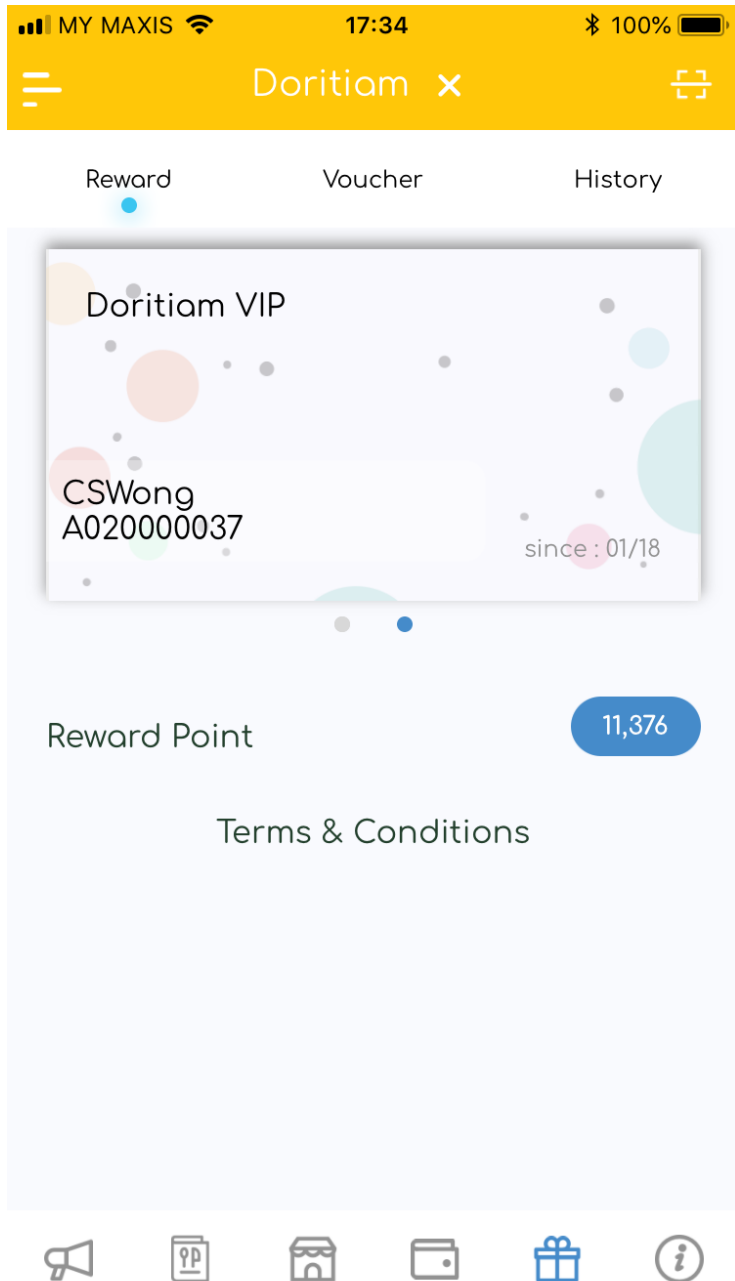 MY MAXIS 17:34 100%
Doritiam ×
Reward Voucher History
Doritiam VIP
CSWong
A020000037
since : 01/18
Reward Point 11,376
Terms & Conditions